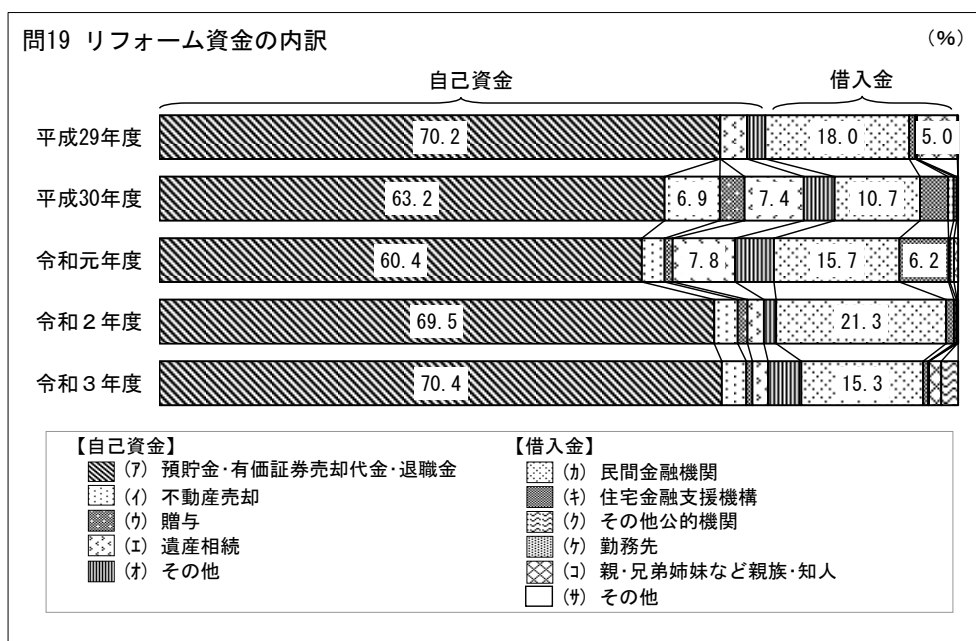 問19 リフォーム資金の内訳 (%)
自己資金 借入金
平成29年度 70.2 18.0 5.0
平成30年度 63.2 6.9 7.4 10.7
令和元年度 60.4 7.8 15.7 6.2
令和2年度 69.5 21.3
令和3年度 70.4 15.3
【自己資金】
(ア) 預貯金・有価証券売却代金・退職金
(イ) 不動産売却
(ウ) 贈与
(エ) 遺産相続
(オ) その他
【借入金】
(カ) 民間金融機関
(キ) 住宅金融支援機構
(ク) その他公的機関
(ケ) 勤務先
(コ) 親・兄弟姉妹など親族・知人
(サ) その他